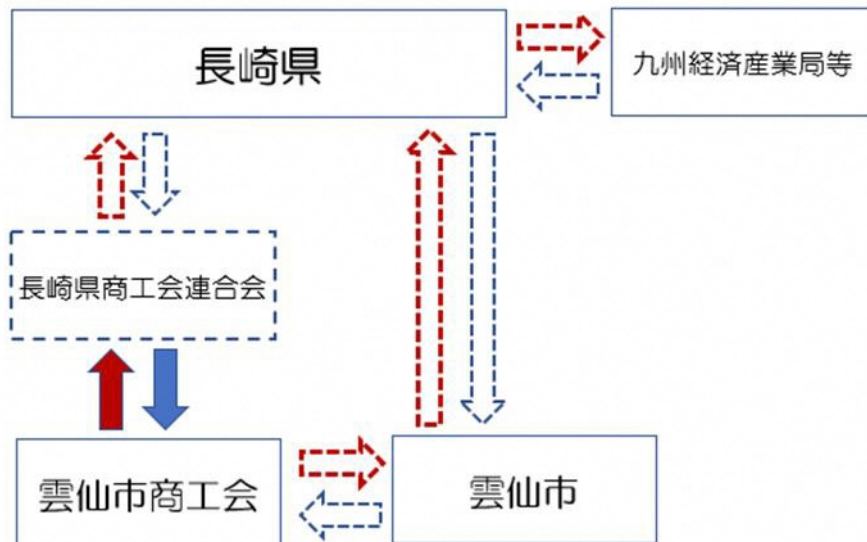 長崎県
九州経済産業局等
長崎県商工会連合会
雲仙市商工会
雲仙市